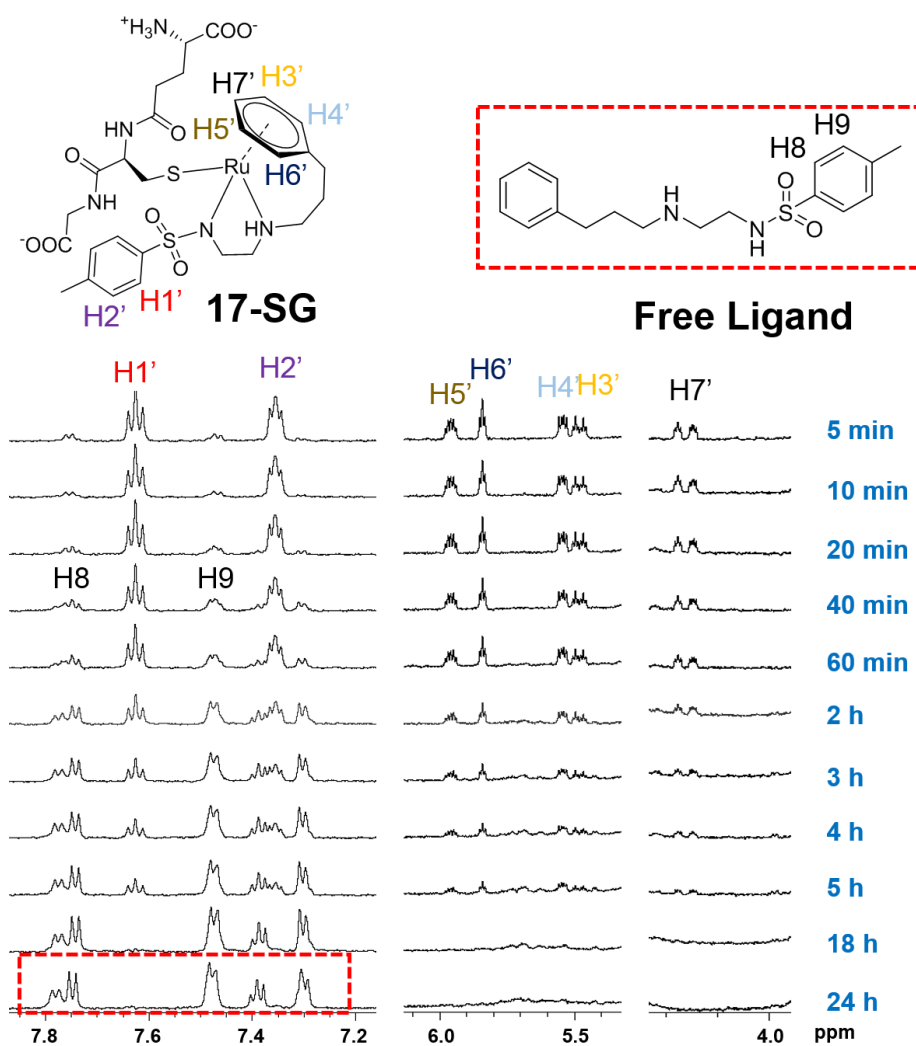 +H3N
COO-
H7’
H3’
H4’
H5’
H6’
HN
O
O
HN
S
Ru
NH
-OOC
O
S
N
HN
O
O
H2’
H1’
17-SG
H9
H8
O
H
N
N
H
S
O
Free Ligand
H1’
H2’
H5’
H6’
H4’
H3’
H7’
5 min
10 min
20 min
H8
H9
40 min
60 min
2 h
3 h
4 h
5 h
18 h
24 h
7.8
7.6
7.4
7.2
6.0
5.5
4.0
ppm